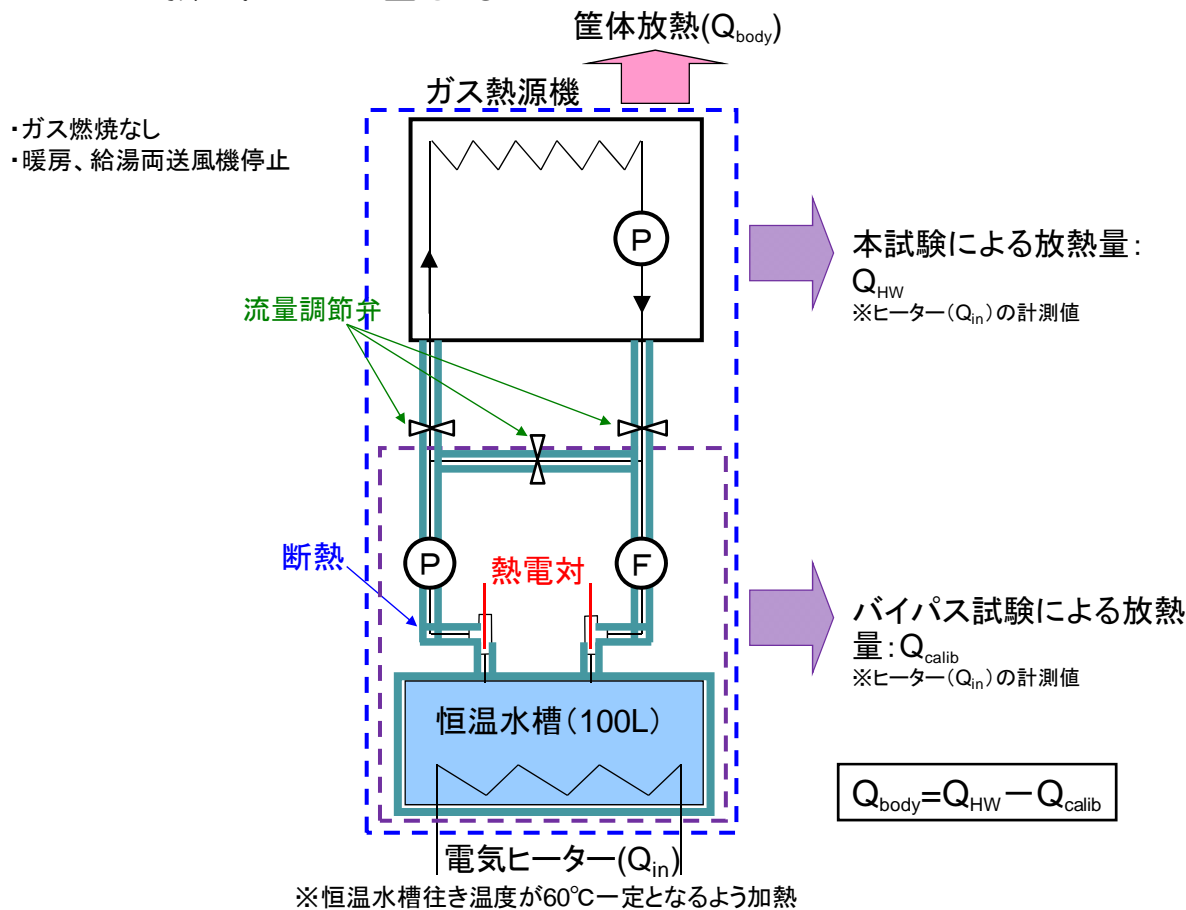 筐体放熱(Qbody)
ガス熱源機
・ガス燃焼なし
・暖房、給湯両送風機停止
P
本試験による放熱量：
QHW
※ヒーター（Qin）の計測値
流量調節弁
断熱
P
熱電対
F
バイパス試験による放熱
量：Qcalib
※ヒーター（Qin）の計測値
恒温水槽（100L）
Qbody=QHW－Qcalib
電気ヒーター(Qin)
※恒温水槽往き温度が60℃一定となるよう加熱